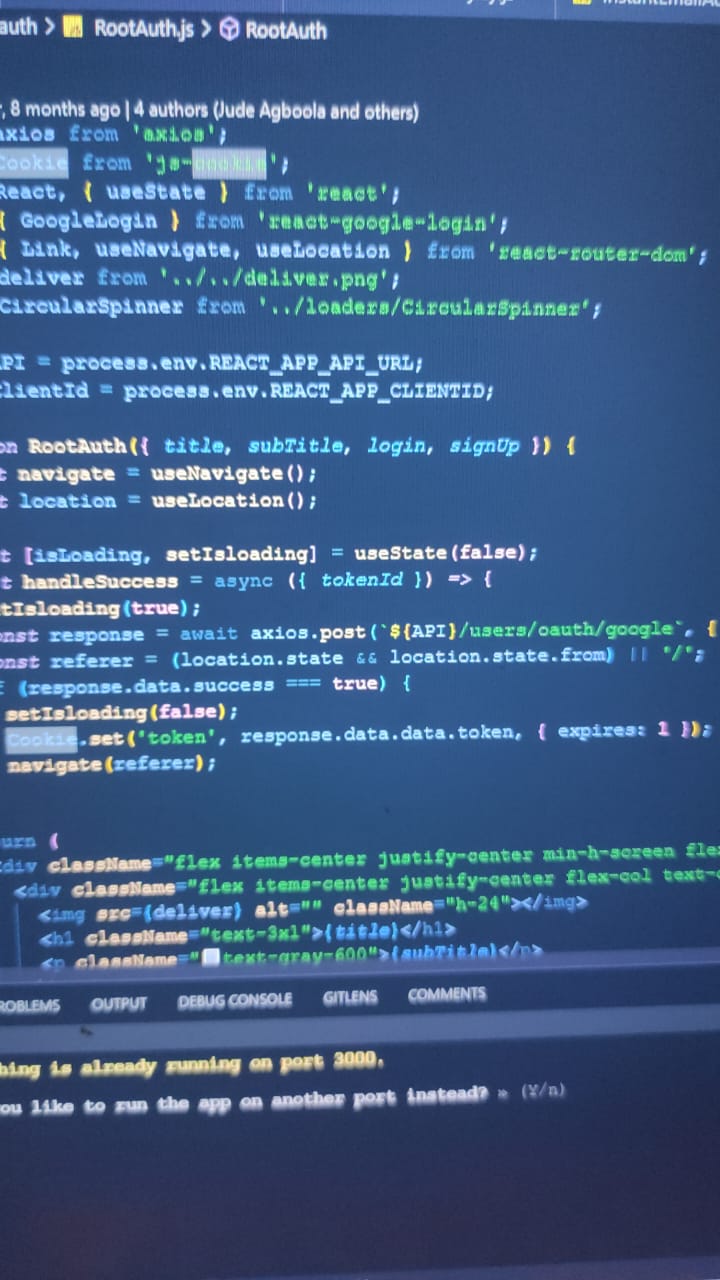 auth > RootAuth.js > RootAuth
, 8 months ago | 4 authors (Jude Agboola and others)
axios from 'axios';
Cookie from 'js-cookie';
React, { useState } from 'react';
{ GoogleLogin } from 'react-google-login';
{ Link, useNavigate, useLocation } from 'react-router-dom';
deliver from '../../deliver.png';
CircularSpinner from '../loaders/CircularSpinner';
PI = process.env.REACT_APP_API_URL;
clientId = process.env.REACT_APP_CLIENTID;
on RootAuth({ title, subTitle, login, signUp }) {
t navigate = useNavigate();
t location = useLocation();
t [isLoading, setIsloading] = useState(false);
t handleSuccess = async ({ tokenId }) => {
tIsloading(true);
onst response = await axios.post(`${API}/users/oauth/google`, {
onst referer = (location.state && location.state.from) || '/';
f (response.data.success === true) {
setIsloading(false);
Cookie.set('token', response.data.data.token, { expires: 1 });
navigate(referer);
urn (
<div className="flex items-center justify-center min-h-screen fle
<div className="flex items-center justify-center flex-col text-
<img src={deliver} alt="" className="h-24"></img>
<h1 className="text-3xl">{title}</h1>
<p className="text-gray-600">{subTitle}</p>
ROBLEMS OUTPUT DEBUG CONSOLE GITLENS COMMENTS
hing is already running on port 3000.
ou like to run the app on another port instead? » (Y/n)